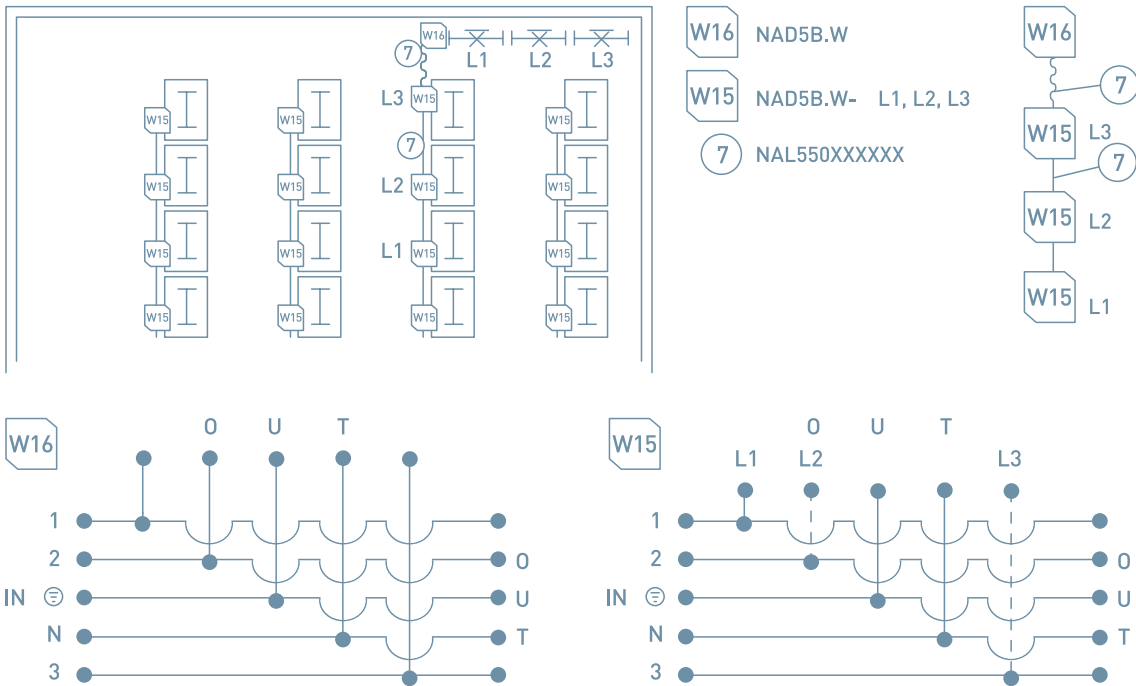 W16
L1 L2 L3
7
L3 W15
W15 W15 W15
7
W15 W15 L2 W15 W15
W15 W15 L1 W15 W15
W15 W15 W15 W15
W16 NAD5B.W
W15 NAD5B.W- L1, L2, L3
7 NAL550XXXXXX
W16
7
W15 L3
7
W15 L2
W15 L1
W16
O U T
1
2 O
IN U
N T
3
W15
O U T
L1 L2 L3
1
2 O
IN U
N T
3